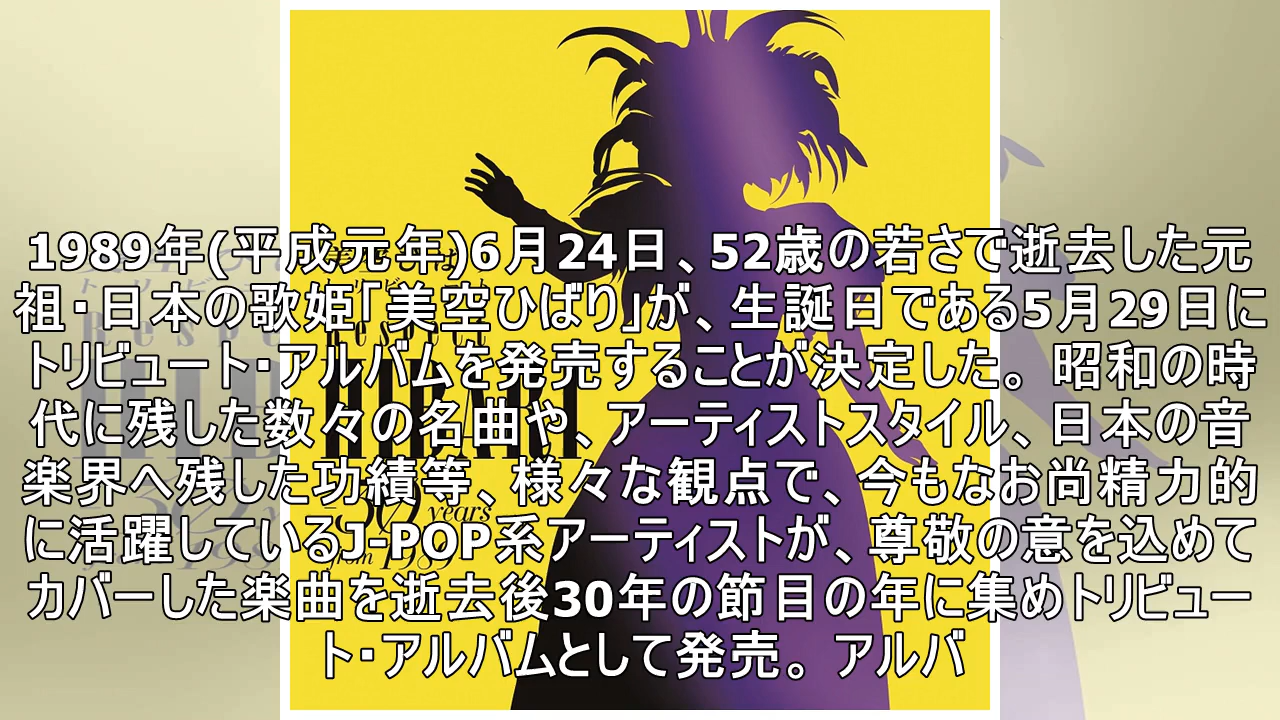 1989年(平成元年)6月24日、52歳の若さで逝去した元
祖・日本の歌姫「美空ひばり」が、生誕日である5月29日に
トリビュート・アルバムを発売することが決定した。昭和の時
代に残した数々の名曲や、アーティストスタイル、日本の音
楽界へ残した功績等、様々な観点で、今もなお尚精力的
に活躍しているJ-POP系アーティストが、尊敬の意を込めて
カバーした楽曲を逝去後30年の節目の年に集めトリビュー
ト・アルバムとして発売。アルバ
Respect
HIBARI
30 years
from 1989